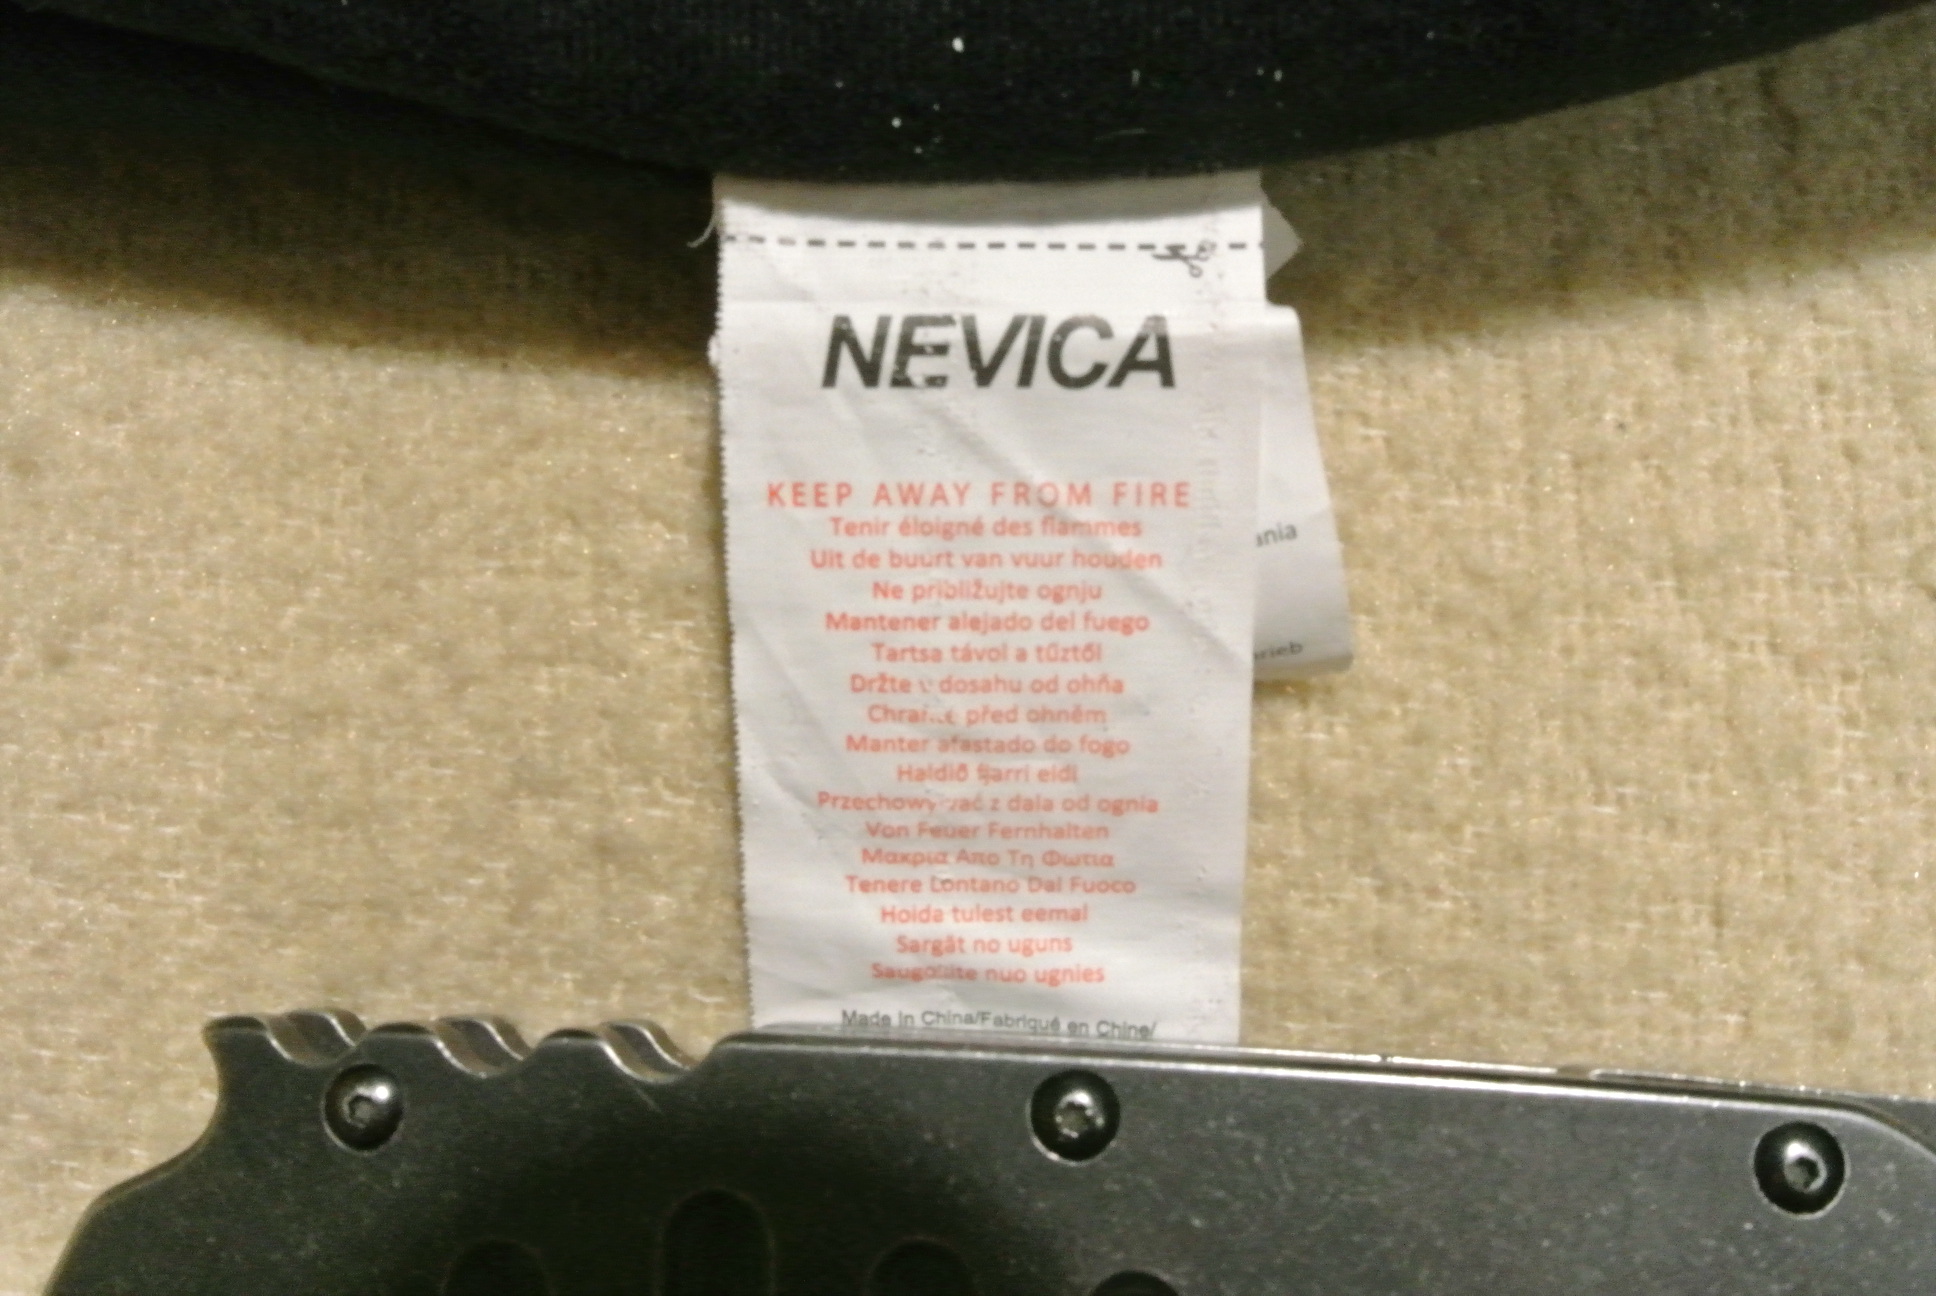 NEVICA
KEEP AWAY FROM FIRE
Tenir éloigné des flammes
Uit de buurt van vuur houden
Ne približujte ognju
Mantener alejado del fuego
Tartsa távol a tűztől
Držte v dosahu od ohňa
před ohněm
Manter afastado do fogo
Haldið fjarri eldi
Przechowywać z dala od ognia
Von Feuer Fernhalten
Μακρια Απο Τη Φωτια
Tenere Lontano Dal Fuoco
Hoida tulest eemal
Sargāt no uguns
Saugokite nuo ugnies
Made In China/Fabriqué en Chine/